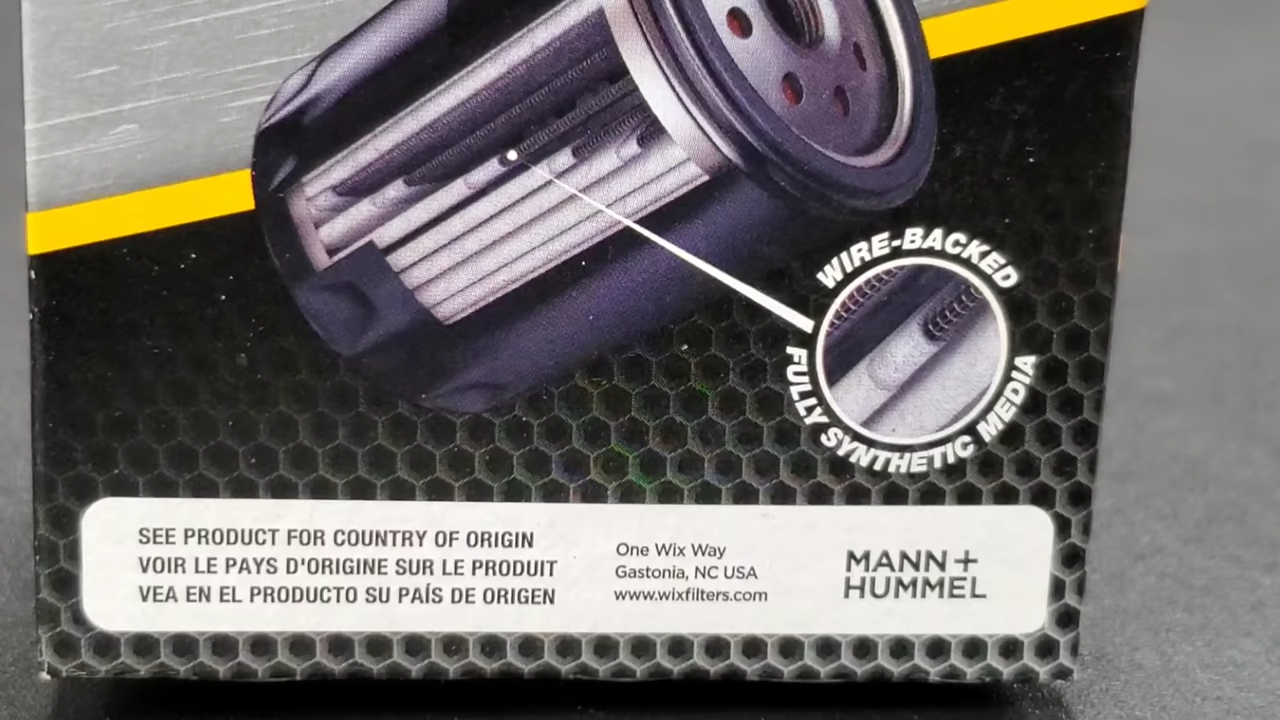 WIRE-BACKED
FULLY SYNTHETIC MEDIA
SEE PRODUCT FOR COUNTRY OF ORIGIN
VOIR LE PAYS D'ORIGINE SUR LE PRODUIT
VEA EN EL PRODUCTO SU PAÍS DE ORIGEN
One Wix Way
Gastonia, NC USA
www.wixfilters.com
MANN+
HUMMEL